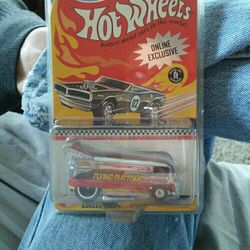 Hot Wheels
fastest metal cars in the world!
ONLINE
EXCLUSIVE
FLYING CUSTOMS